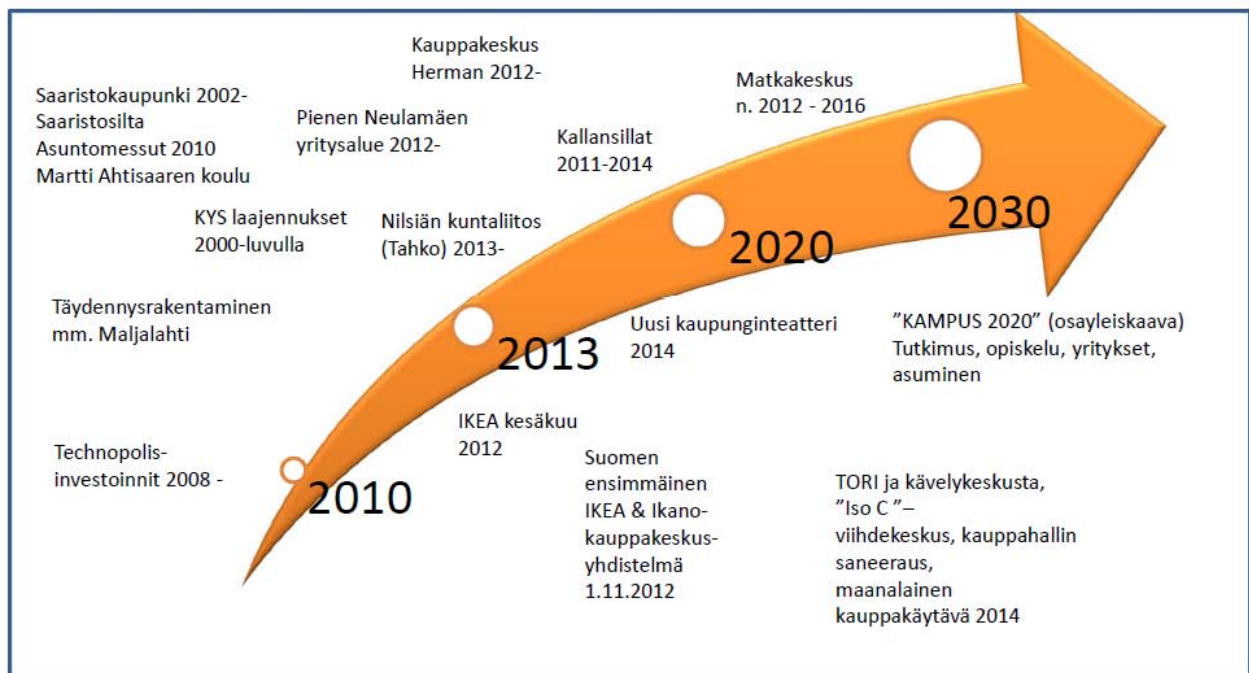 Kauppakeskus
Herman 2012-
Saaristokaupunki 2002-
Saaristosilta
Asuntomessut 2010
Martti Ahtisaaren koulu
Pienen Neulamäen
yritysalue 2012-
Kallansillat
2011-2014
Matkakeskus
n. 2012 - 2016
KYS laajennukset
2000-luvulla
Nilsiän kuntaliitos
(Tahko) 2013-
2030
2020
Täydennysrakentaminen
mm. Maljalahti
2013
Uusi kaupunginteatteri
2014
”KAMPUS 2020” (osayleiskaava)
Tutkimus, opiskelu, yritykset,
asuminen
Technopolis-
investoinnit 2008 -
2010
IKEA kesäkuu
2012
Suomen
ensimmäinen
IKEA & Ikano-
kauppakeskus-
yhdistelmä
1.11.2012
TORI ja kävelykeskusta,
”Iso C ”–
viihdekeskus, kauppahallin
saneeraus,
maanalainen
kauppakäytävä 2014